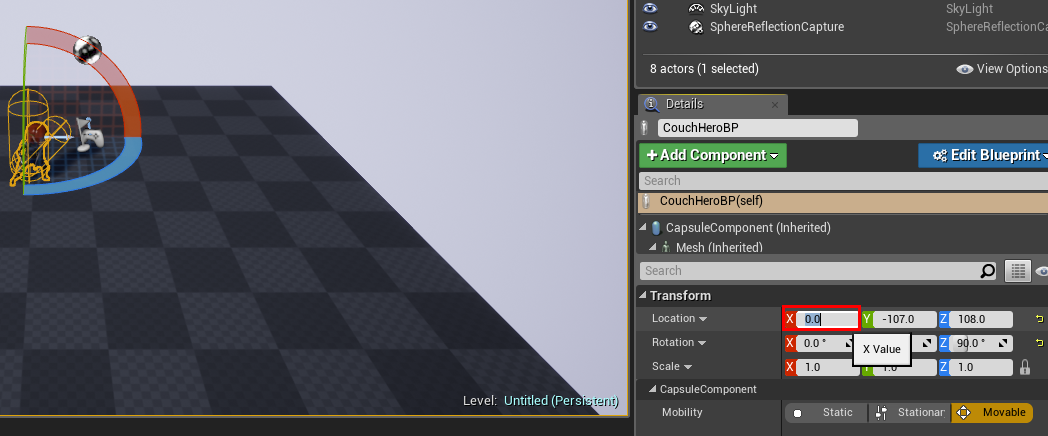 SkyLight SkyLight
SphereReflectionCapture SphereReflectionCa
8 actors (1 selected) View Options
Details
CouchHeroBP
+ Add Component Edit Blueprint
Search
CouchHeroBP(self)
CapsuleComponent (Inherited)
Mesh (Inherited)
Search
Transform
Location X 0.0 Y -107.0 Z 108.0
Rotation X 0.0 ° Z 90.0 °
X Value
Scale X 1.0 1.0 Z 1.0
CapsuleComponent
Level: Untitled (Persistent)
Mobility Static Stationar Movable